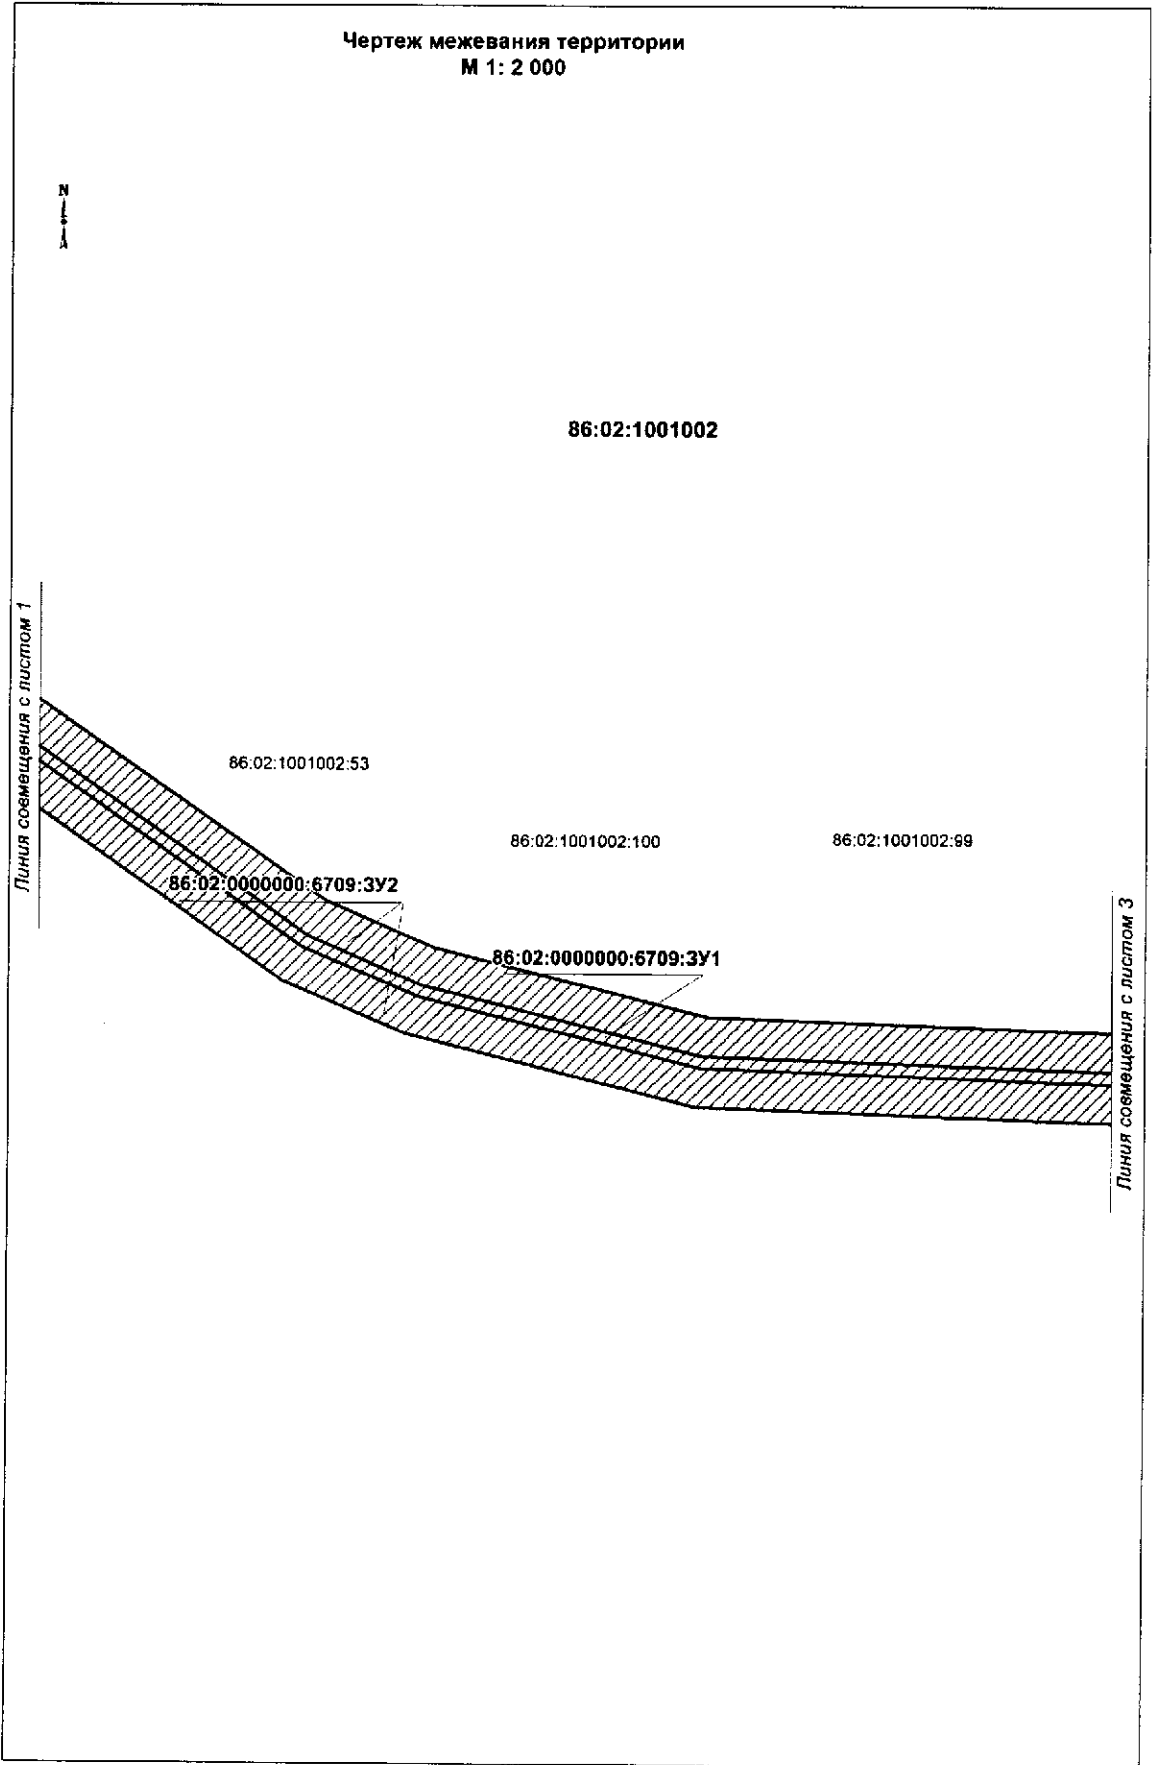 Чертеж межевания территории
М 1: 2 000
N
86:02:1001002
Линия совмещения с листом 1
86:02:1001002:53
86:02:1001002:100
86:02:1001002:99
86:02:0000000:6709:ЗУ2
86:02:0000000:6709:ЗУ1
Линия совмещения с листом 3